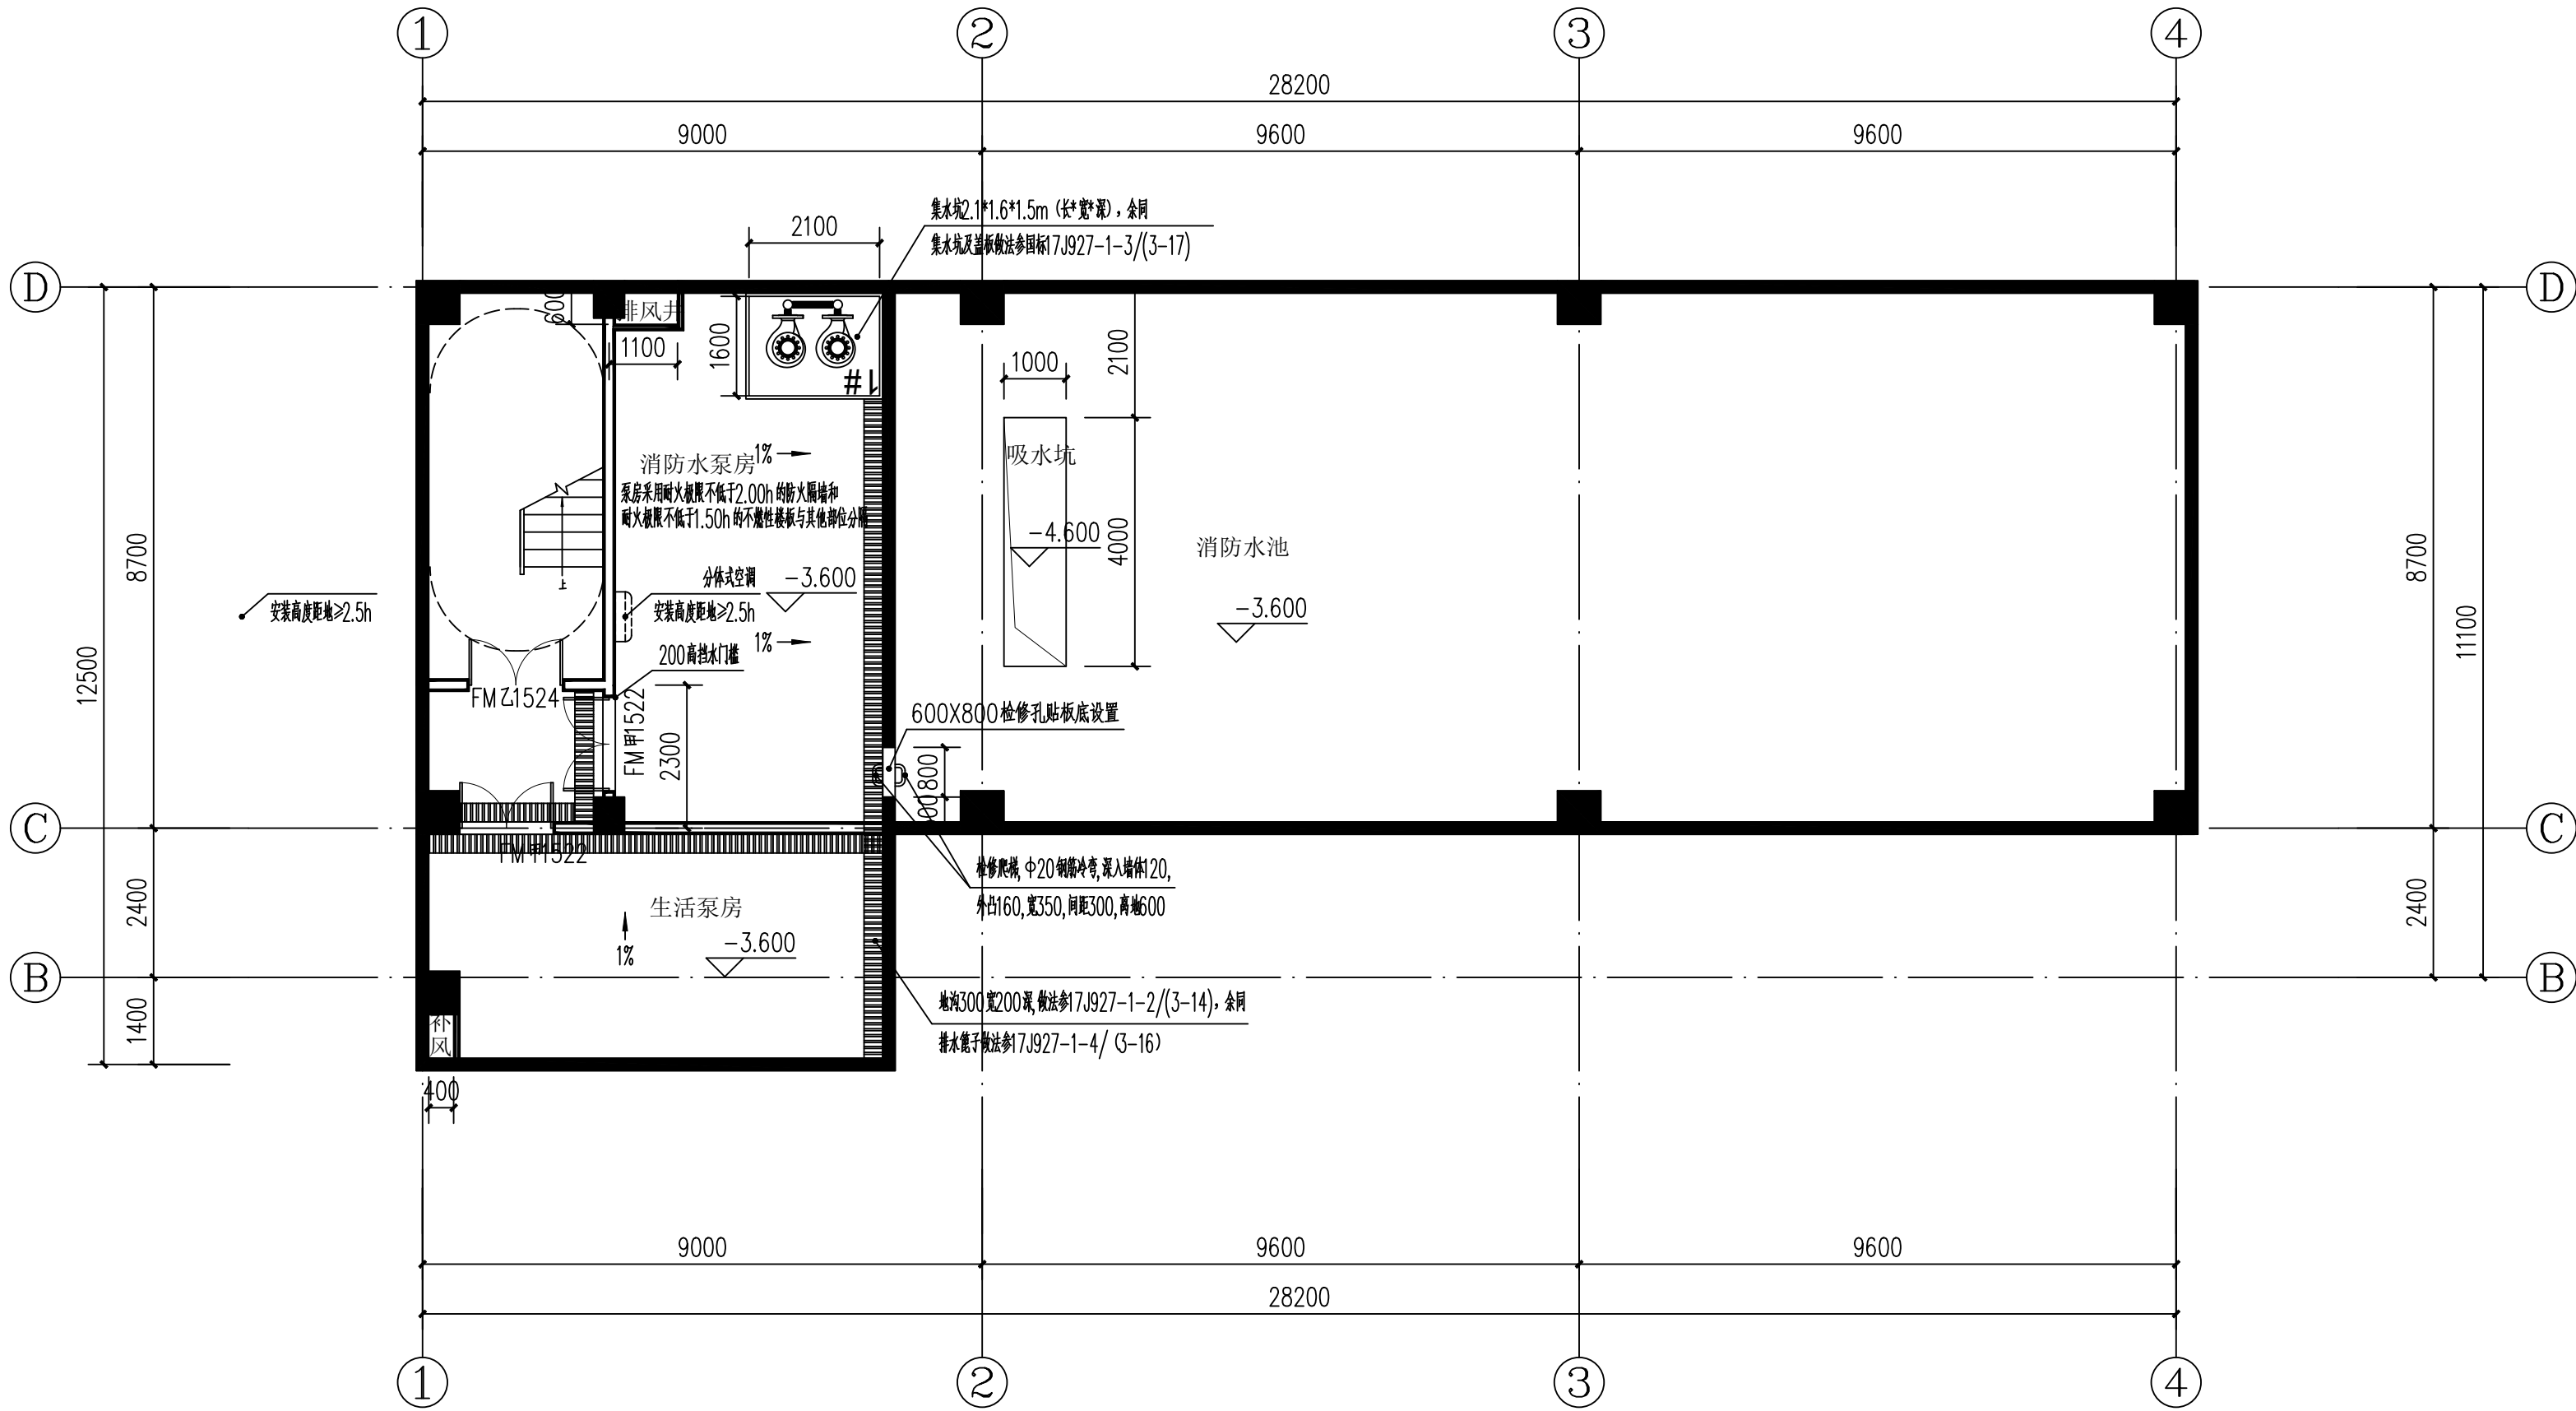 1 2 3 4
28200
9000 9600 9600
集水坑2.1*1.6*1.5m（长*宽*深），余同
集水坑及盖板做法参国标17J927-1-3/(3-17)
2100
D D
600
排风井
1100
1600
1#
1000
2100
消防水泵房
1%
泵房采用耐火极限不低于2.00h的防火隔墙和
耐火极限不低于1.50h的不燃性楼板与其他部位分隔
吸水坑
-4.600
4000
消防水池
-3.600
8700
8700
11100
12500
上
分体式空调
安装高度距地≥2.5h
-3.600
安装高度距地≥2.5h
1%
200高挡水门槛
FM乙1524
FM甲1522
2300
600X800检修孔贴板底设置
800
C C
FM甲1522
检修爬梯,Φ20钢筋冷弯,深入墙体120,
外凸160,宽350,间距300,离地600
2400
2400
生活泵房
1%
-3.600
B B
1400
补
风
地沟300宽200深,做法参17J927-1-2/(3-14)，余同
排水篦子做法参17J927-1-4/（3-16）
400
9000 9600 9600
28200
1 2 3 4